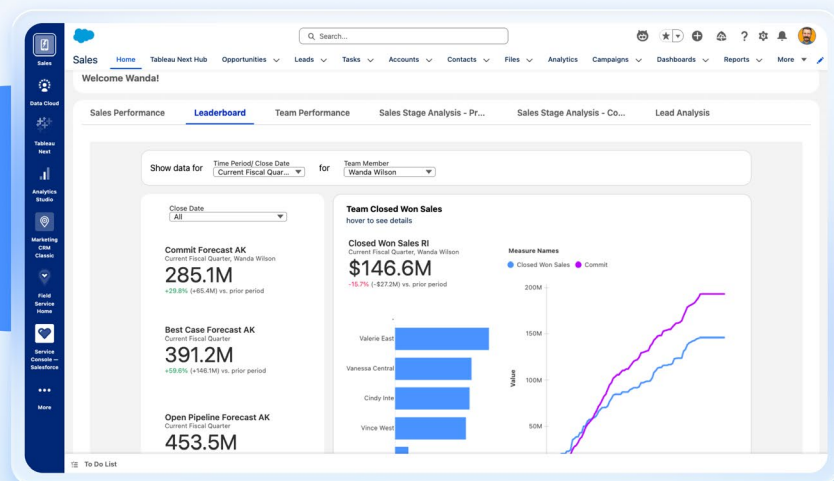 Search...
Sales
Sales
Home
Tableau Next Hub
Opportunities
Leads
Tasks
Accounts
Contacts
Files
Analytics
Campaigns
Dashboards
Reports
More
Welcome Wanda!
Data Cloud
Tableau
Next
Analytics
Studio
Marketing
CRM
Classic
Field
Service
Home
Service
Console —
Salesforce
More
Sales Performance
Leaderboard
Team Performance
Sales Stage Analysis - Pr...
Sales Stage Analysis - Co...
Lead Analysis
Show data for
Time Period/ Close Date
Current Fiscal Quar...
for
Team Member
Wanda Wilson
Close Date
All
Commit Forecast AK
Current Fiscal Quarter, Wanda Wilson
285.1M
+29.8% (+65.4M) vs. prior period
Best Case Forecast AK
Current Fiscal Quarter
391.2M
+59.6% (+146.1M) vs. prior period
Open Pipeline Forecast AK
Current Fiscal Quarter
453.5M
Team Closed Won Sales
hover to see details
Closed Won Sales RI
Current Fiscal Quarter, Wanda Wilson
$146.6M
-15.7% (-$27.2M) vs. prior period
Valerie East
Vanessa Central
Cindy Inte
Vince West
Measure Names
Closed Won Sales
Commit
200M
150M
100M
50M
Value
To Do List